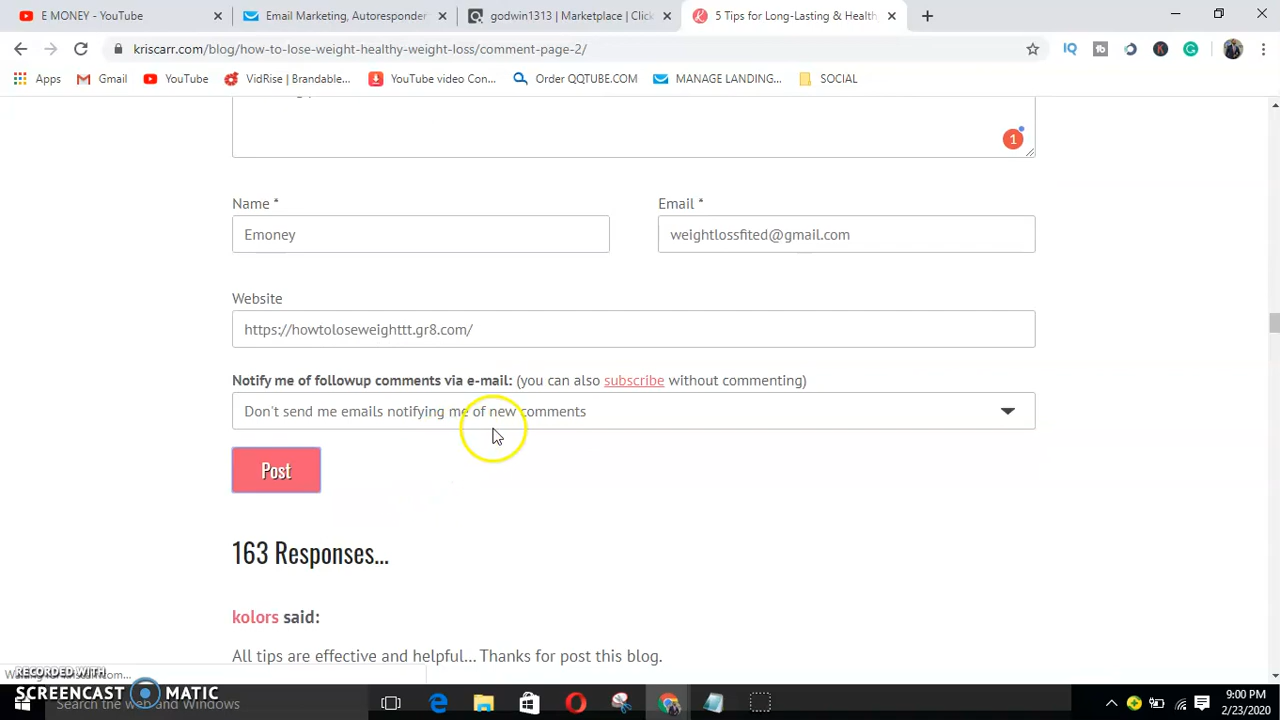 E MONEY - YouTube
Email Marketing, Autoresponder
godwin1313 | Marketplace | Click
5 Tips for Long-Lasting & Health
kriscarr.com/blog/how-to-lose-weight-healthy-weight-loss/comment-page-2/
Apps
Gmail
YouTube
VidRise | Brandable...
YouTube video Con...
Order QQTUBE.COM
MANAGE LANDING...
SOCIAL
1
Name *
Email *
Emoney
weightlossfited@gmail.com
Website
https://howtoloseweighttt.gr8.com/
Notify me of followup comments via e-mail: (you can also subscribe without commenting)
Don't send me emails notifying me of new comments
Post
163 Responses...
kolors said:
All tips are effective and helpful... Thanks for post this blog.
RECORDED WITH
SCREENCAST MATIC
Search the web and Windows
9:00 PM
2/23/2020